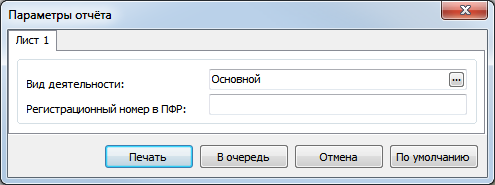 Параметры отчёта
Лист 1
Вид деятельности: Основной ...
Регистрационный номер в ПФР:
Печать В очередь Отмена По умолчанию